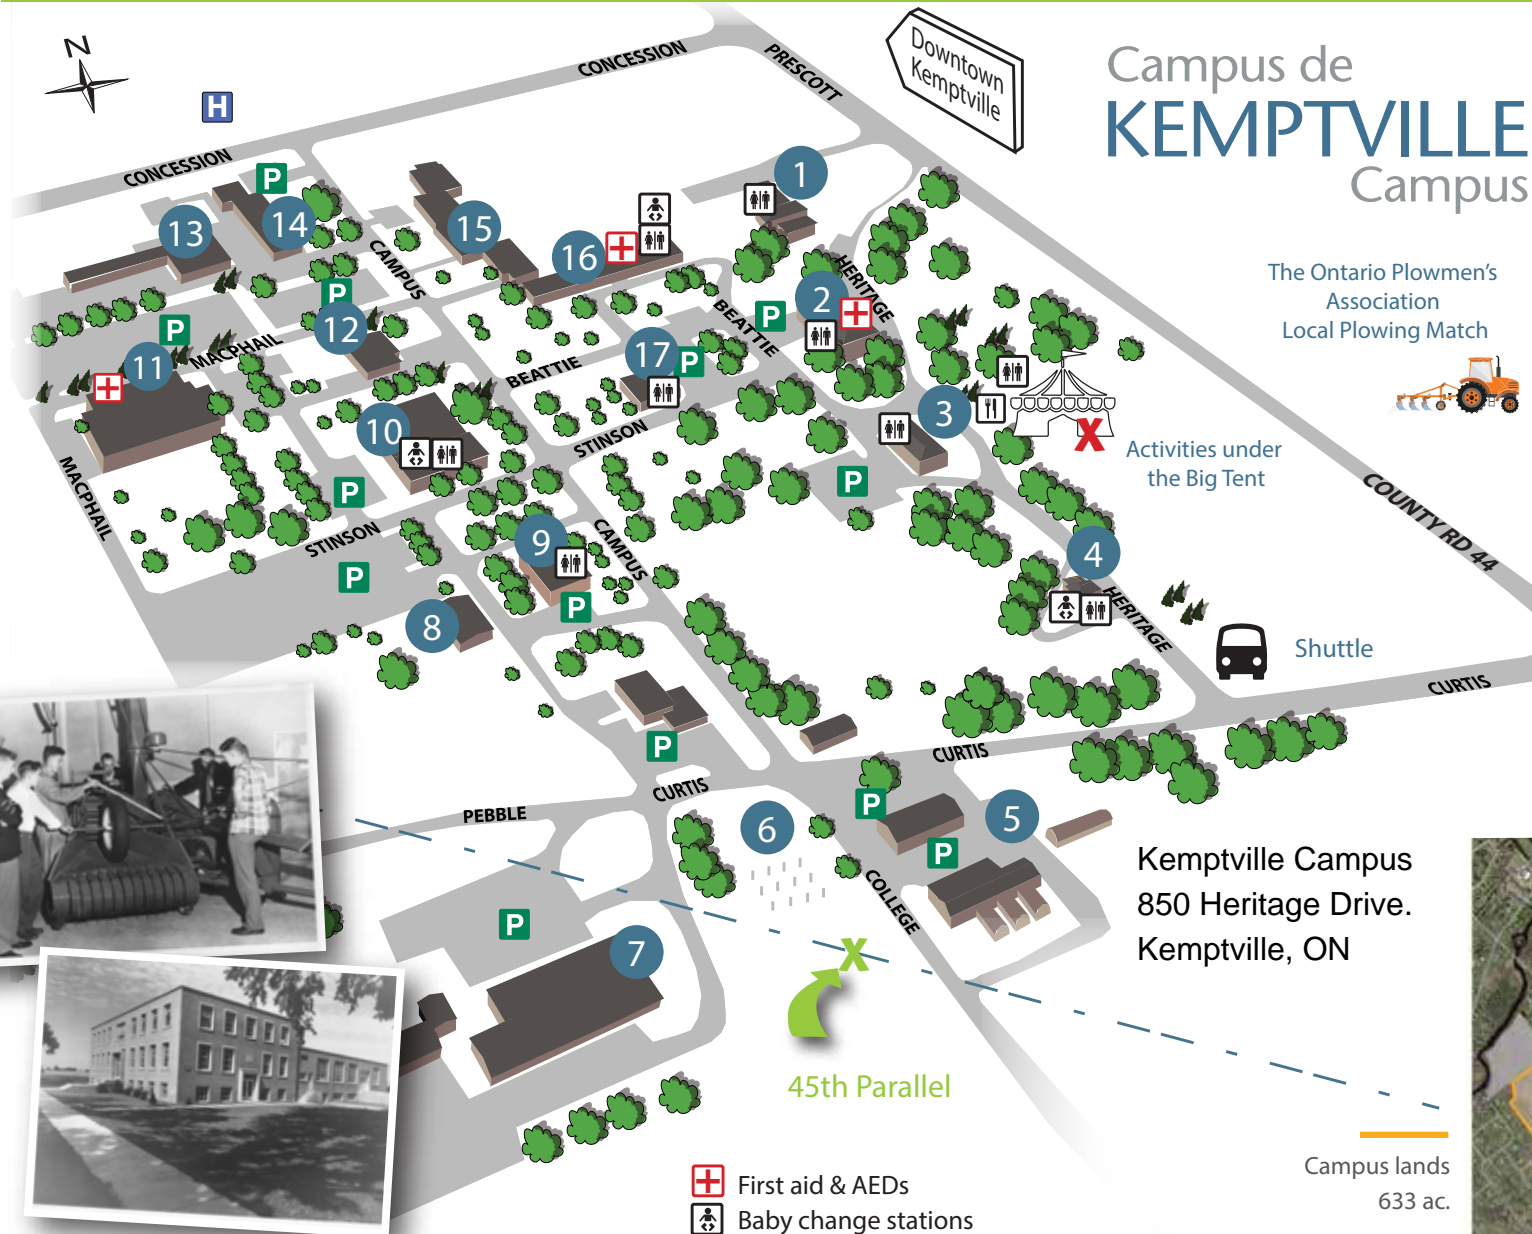 N
H
CONCESSION
PRESCOTT
Downtown
Kemptville
Campus de
KEMPTVILLE
Campus
CONCESSION
P
1
13
14
15
16
CAMPUS
HERITAGE
The Ontario Plowmen's
Association
Local Plowing Match
P
12
P
2
P
BEATTIE
MACPHAIL
11
BEATTIE
17
P
3
X
Activities under
the Big Tent
10
STINSON
P
P
MACPHAIL
COUNTY RD 44
STINSON
9
CAMPUS
4
P
P
8
HERITAGE
Shuttle
CURTIS
P
CURTIS
CURTIS
PEBBLE
P
6
5
P
COLLEGE
Kemptville Campus
850 Heritage Drive.
Kemptville, ON
P
7
X
45th Parallel
Campus lands
633 ac.
First aid & AEDs
Baby change stations